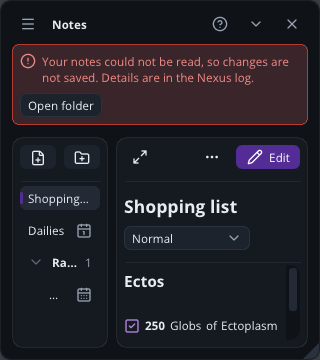 Notes
Your notes could not be read, so changes are
not saved. Details are in the Nexus log.
Open folder
Edit
Shopping...
Dailies
Ra... 1
...
Shopping list
Normal
Ectos
250 Globs of Ectoplasm